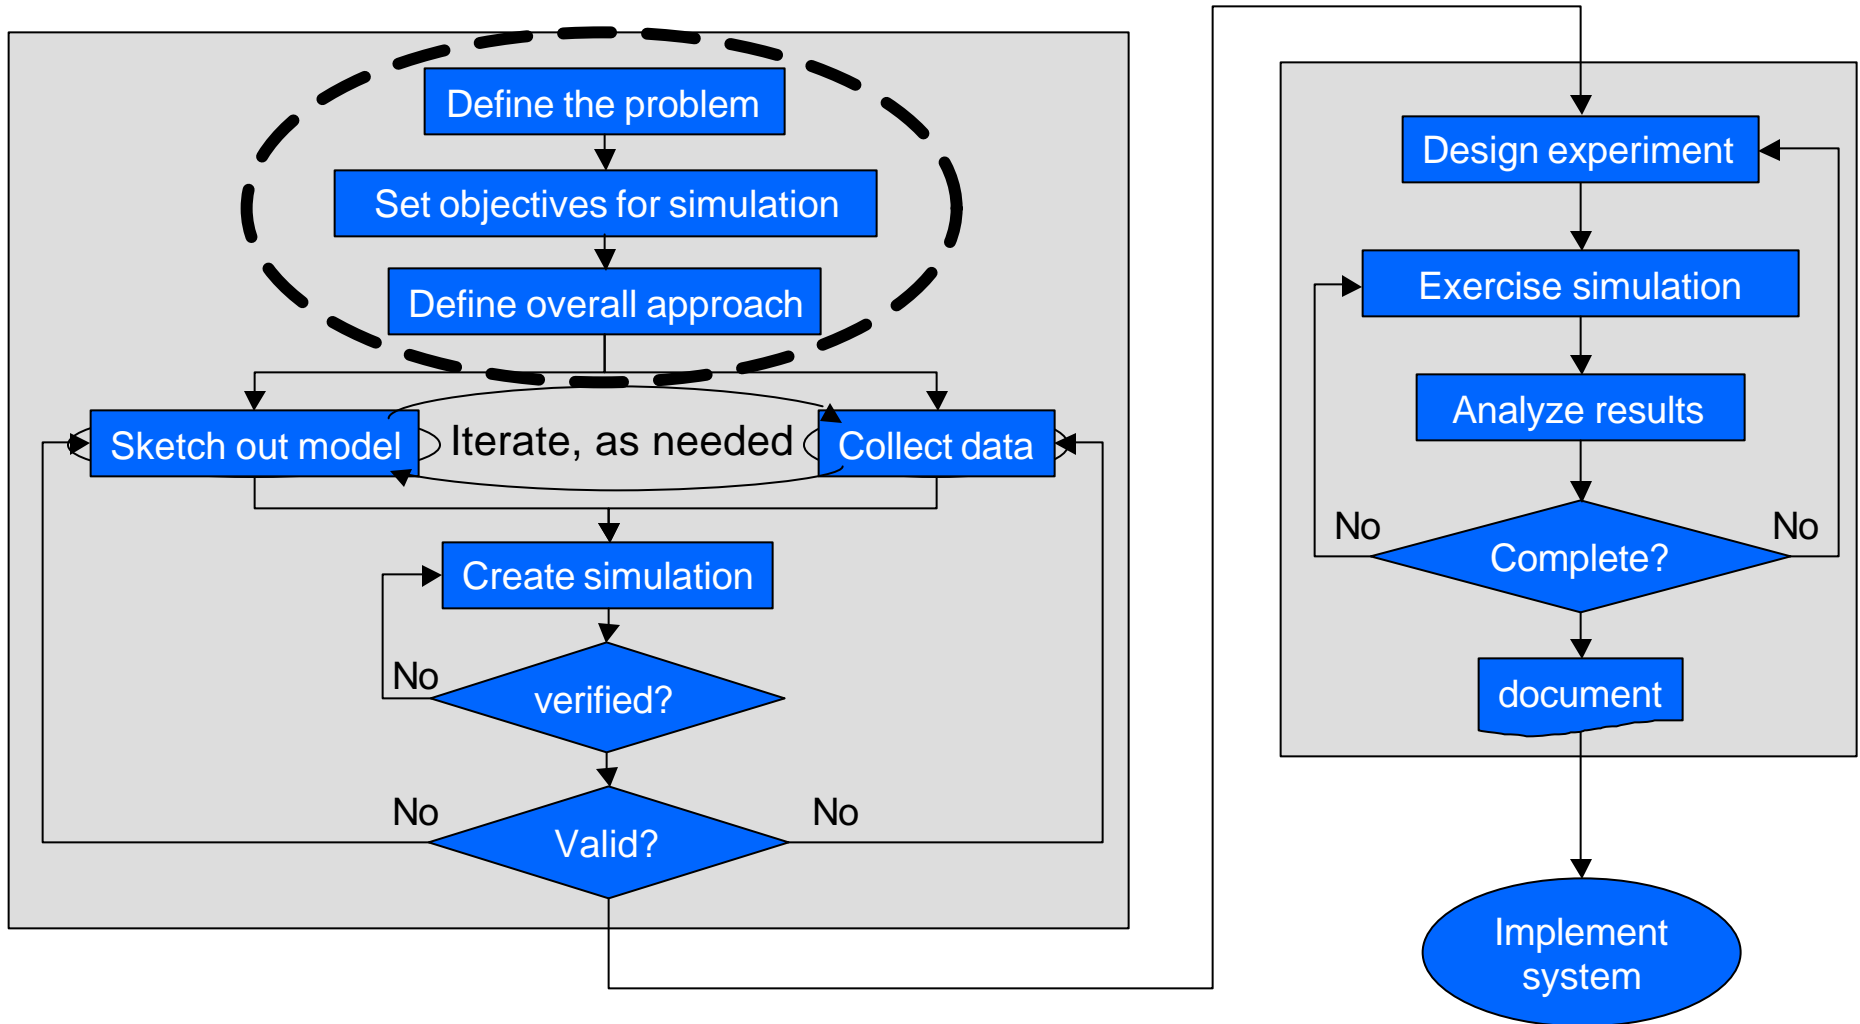 Define the problem
Set objectives for simulation
Define overall approach
Sketch out model
Iterate, as needed
Collect data
Create simulation
No
verified?
No
Valid?
No
Design experiment
Exercise simulation
Analyze results
No
Complete?
No
document
Implement
system